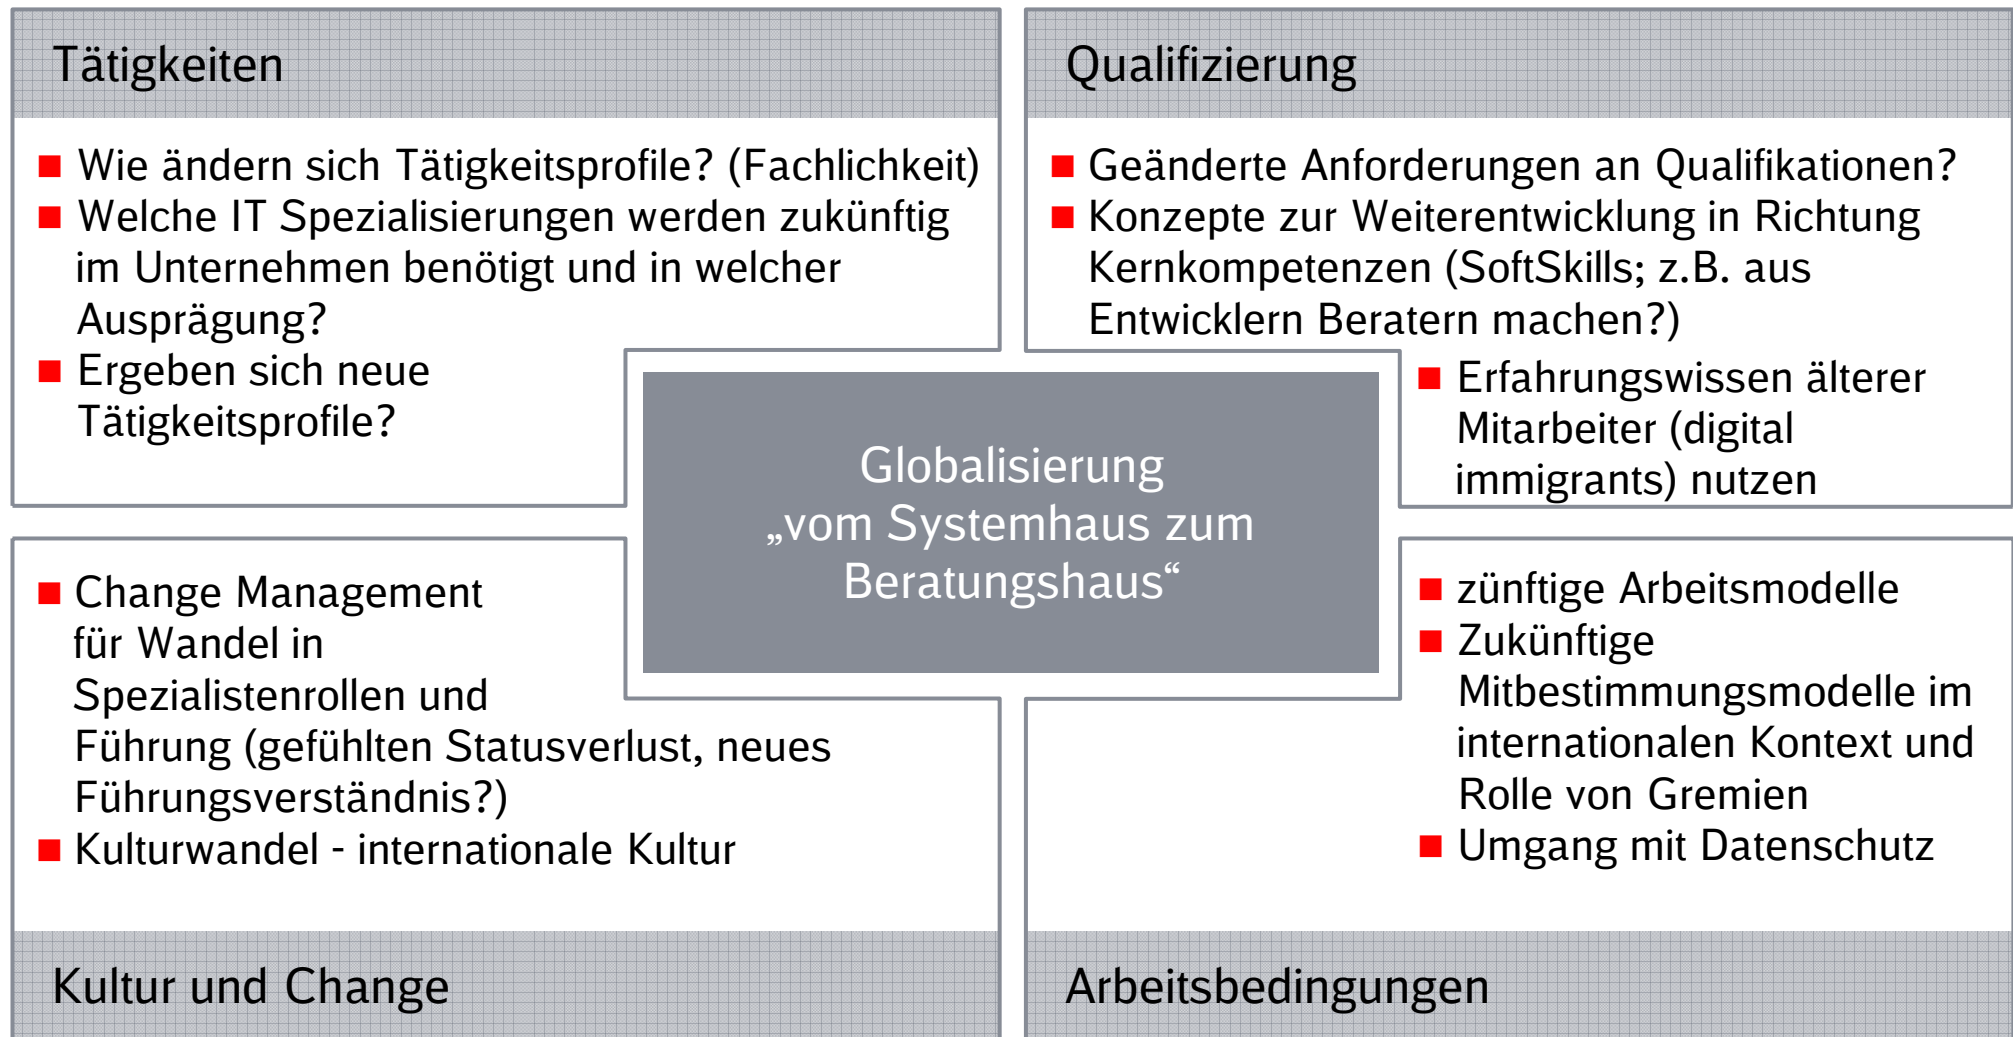 Tätigkeiten
■ Wie ändern sich Tätigkeitsprofile? (Fachlichkeit)
■ Welche IT Spezialisierungen werden zukünftig
im Unternehmen benötigt und in welcher
Ausprägung?
■ Ergeben sich neue
Tätigkeitsprofile?
Qualifizierung
■ Geänderte Anforderungen an Qualifikationen?
■ Konzepte zur Weiterentwicklung in Richtung
Kernkompetenzen (SoftSkills; z.B. aus
Entwicklern Beratern machen?)
■ Erfahrungswissen älterer
Mitarbeiter (digital
immigrants) nutzen
Globalisierung
„vom Systemhaus zum
Beratungshaus“
■ Change Management
für Wandel in
Spezialistenrollen und
Führung (gefühlten Statusverlust, neues
Führungsverständnis?)
■ Kulturwandel - internationale Kultur
Kultur und Change
■ zünftige Arbeitsmodelle
■ Zukünftige
Mitbestimmungsmodelle im
internationalen Kontext und
Rolle von Gremien
■ Umgang mit Datenschutz
Arbeitsbedingungen